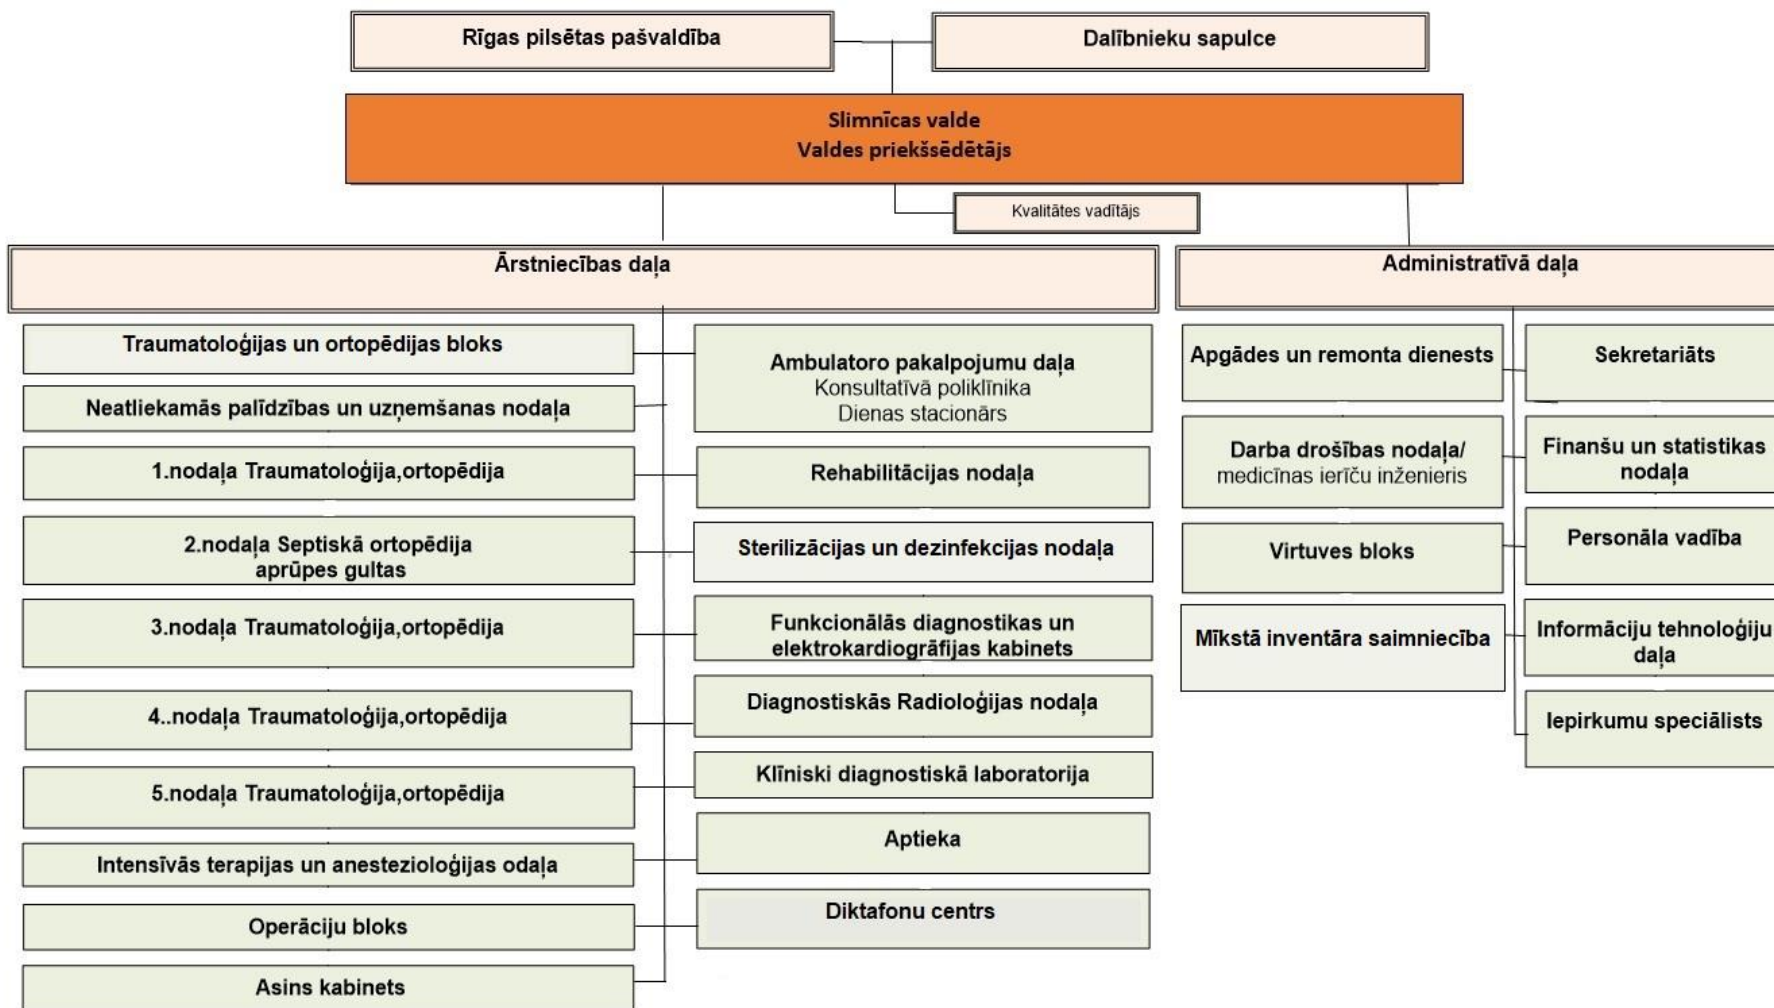 Rīgas pilsētas pašvaldība
Dalībnieku sapulce
Slimnīcas valde
Valdes priekšsēdētājs
Kvalitātes vadītājs
Ārstniecības daļa
Traumatoloģijas un ortopēdijas bloks
Neatliekamās palīdzības un uzņemšanas nodaļa
1.nodaļa Traumatoloģija,ortopēdija
2.nodaļa Septiskā ortopēdija
aprūpes gultas
3.nodaļa Traumatoloģija,ortopēdija
4..nodaļa Traumatoloģija,ortopēdija
5.nodaļa Traumatoloģija,ortopēdija
Intensīvās terapijas un anestezioloģijas odaļa
Operāciju bloks
Asins kabinets
Ambulatoro pakalpojumu daļa
Konsultatīvā poliklīnika
Dienas stacionārs
Rehabilitācijas nodaļa
Sterilizācijas un dezinfekcijas nodaļa
Funkcionālās diagnostikas un
elektrokardiogrāfijas kabinets
Diagnostiskās Radioloģijas nodaļa
Klīniski diagnostiskā laboratorija
Aptieka
Diktafonu centrs
Administratīvā daļa
Apgādes un remonta dienests
Darba drošības nodaļa/
medicīnas ierīču inženieris
Virtuves bloks
Mīkstā inventāra saimniecība
Sekretariāts
Finanšu un statistikas
nodaļa
Personāla vadība
Informāciju tehnoloģiju
daļa
Iepirkumu speciālists